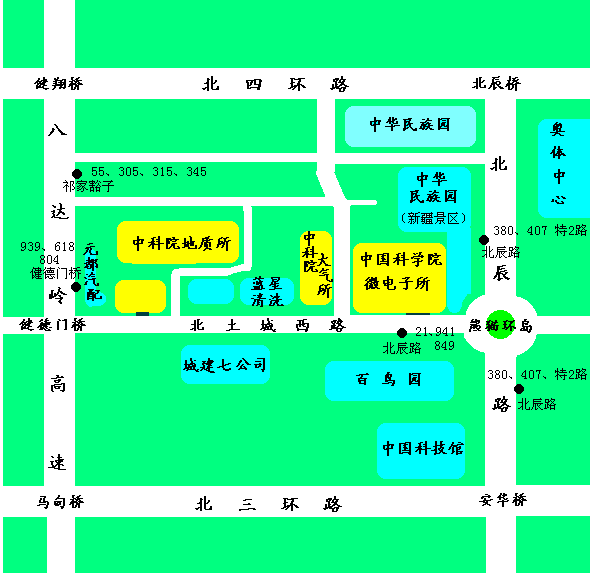 健翔桥
北四环路
北辰桥
中华民族园
奥体中心
八达岭高速
北辰路
55、305、315、345
祁家豁子
中华
民族园
(新疆景区)
380、407 特2路
北辰路
939、618
804
健德门桥
元都汽配
中科院地质所
中科院
大气所
中国科学院
微电子所
蓝星
清洗
健德门桥
北土城西路
熊猫环岛
21、941
849
北辰路
城建七公司
百鸟园
380、407、特2路
北辰路
中国科技馆
马甸桥
北三环路
安华桥